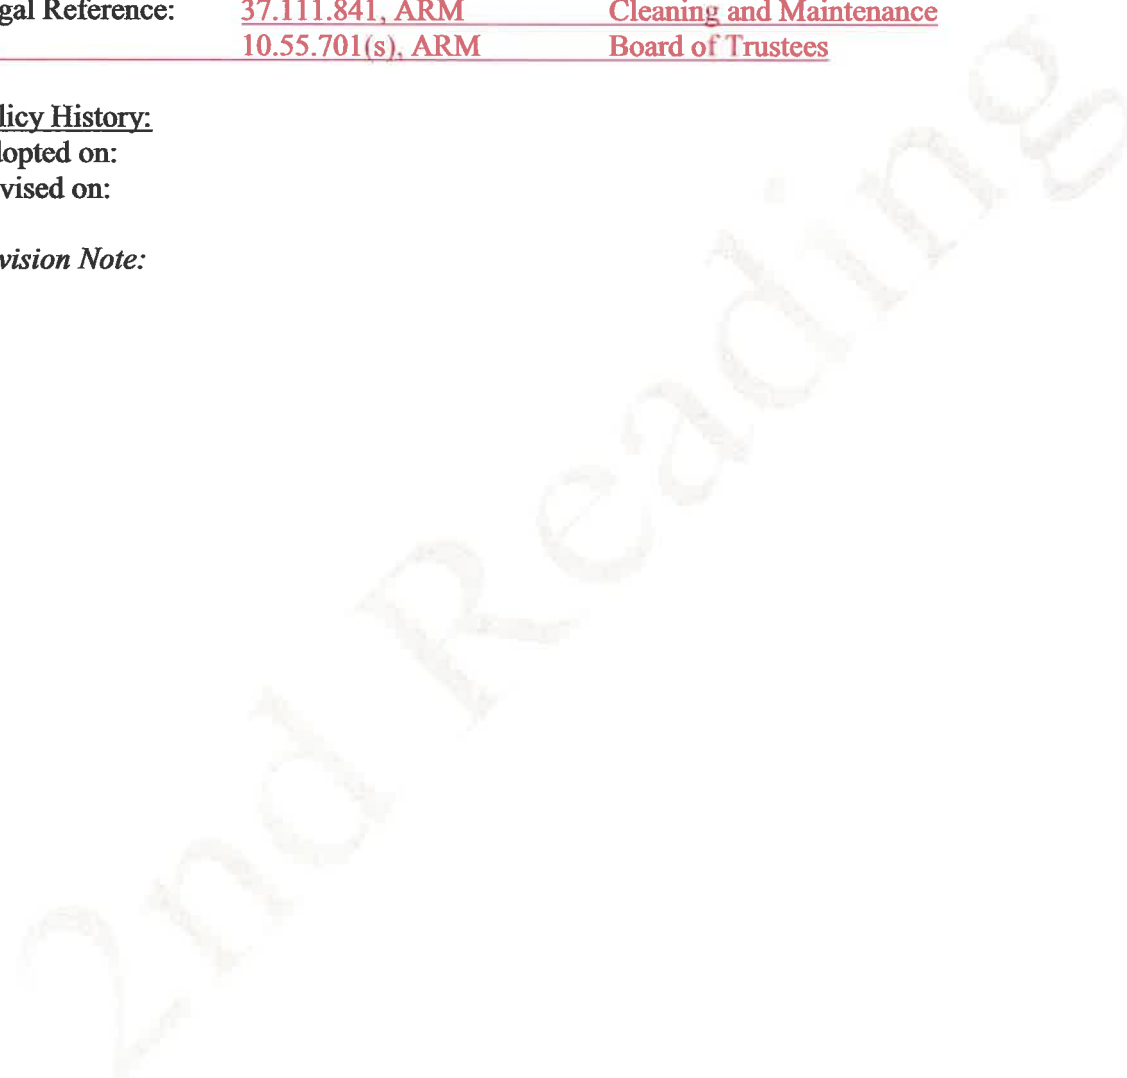 gal Reference: 37.111.841, ARM Cleaning and Maintenance
10.55.701(s), ARM Board of Trustees
licy History:
dopted on:
vised on:
vision Note:
2nd Reading